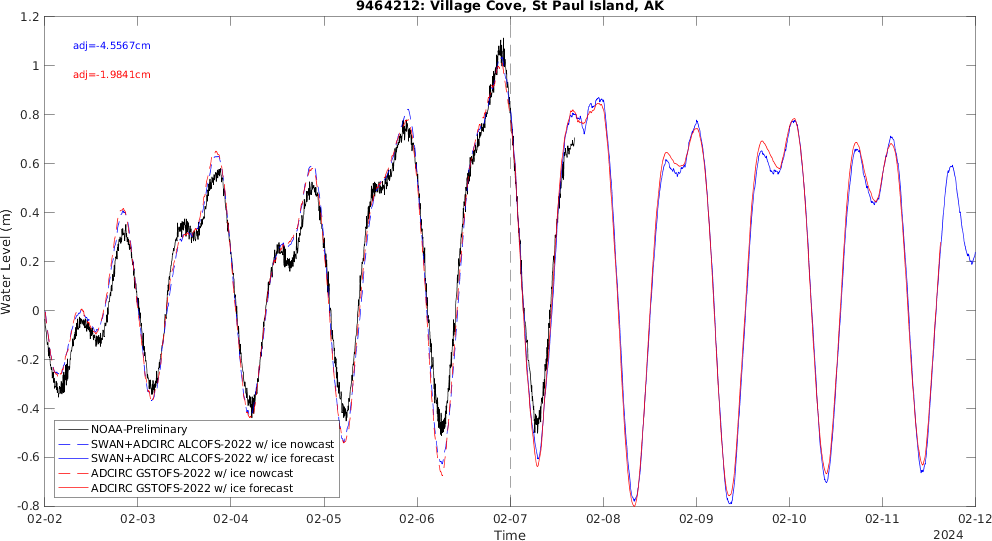 9464212: Village Cove, St Paul Island, AK
adj=-4.5567cm
adj=-1.9841cm
1.2
1
0.8
0.6
0.4
0.2
0
-0.2
-0.4
-0.6
-0.8
Water Level (m)
NOAA-Preliminary
SWAN+ADCIRC ALCOFS-2022 w/ ice nowcast
SWAN+ADCIRC ALCOFS-2022 w/ ice forecast
ADCIRC GSTOFS-2022 w/ ice nowcast
ADCIRC GSTOFS-2022 w/ ice forecast
02-02 02-03 02-04 02-05 02-06 02-07 02-08 02-09 02-10 02-11 02-12
Time
2024